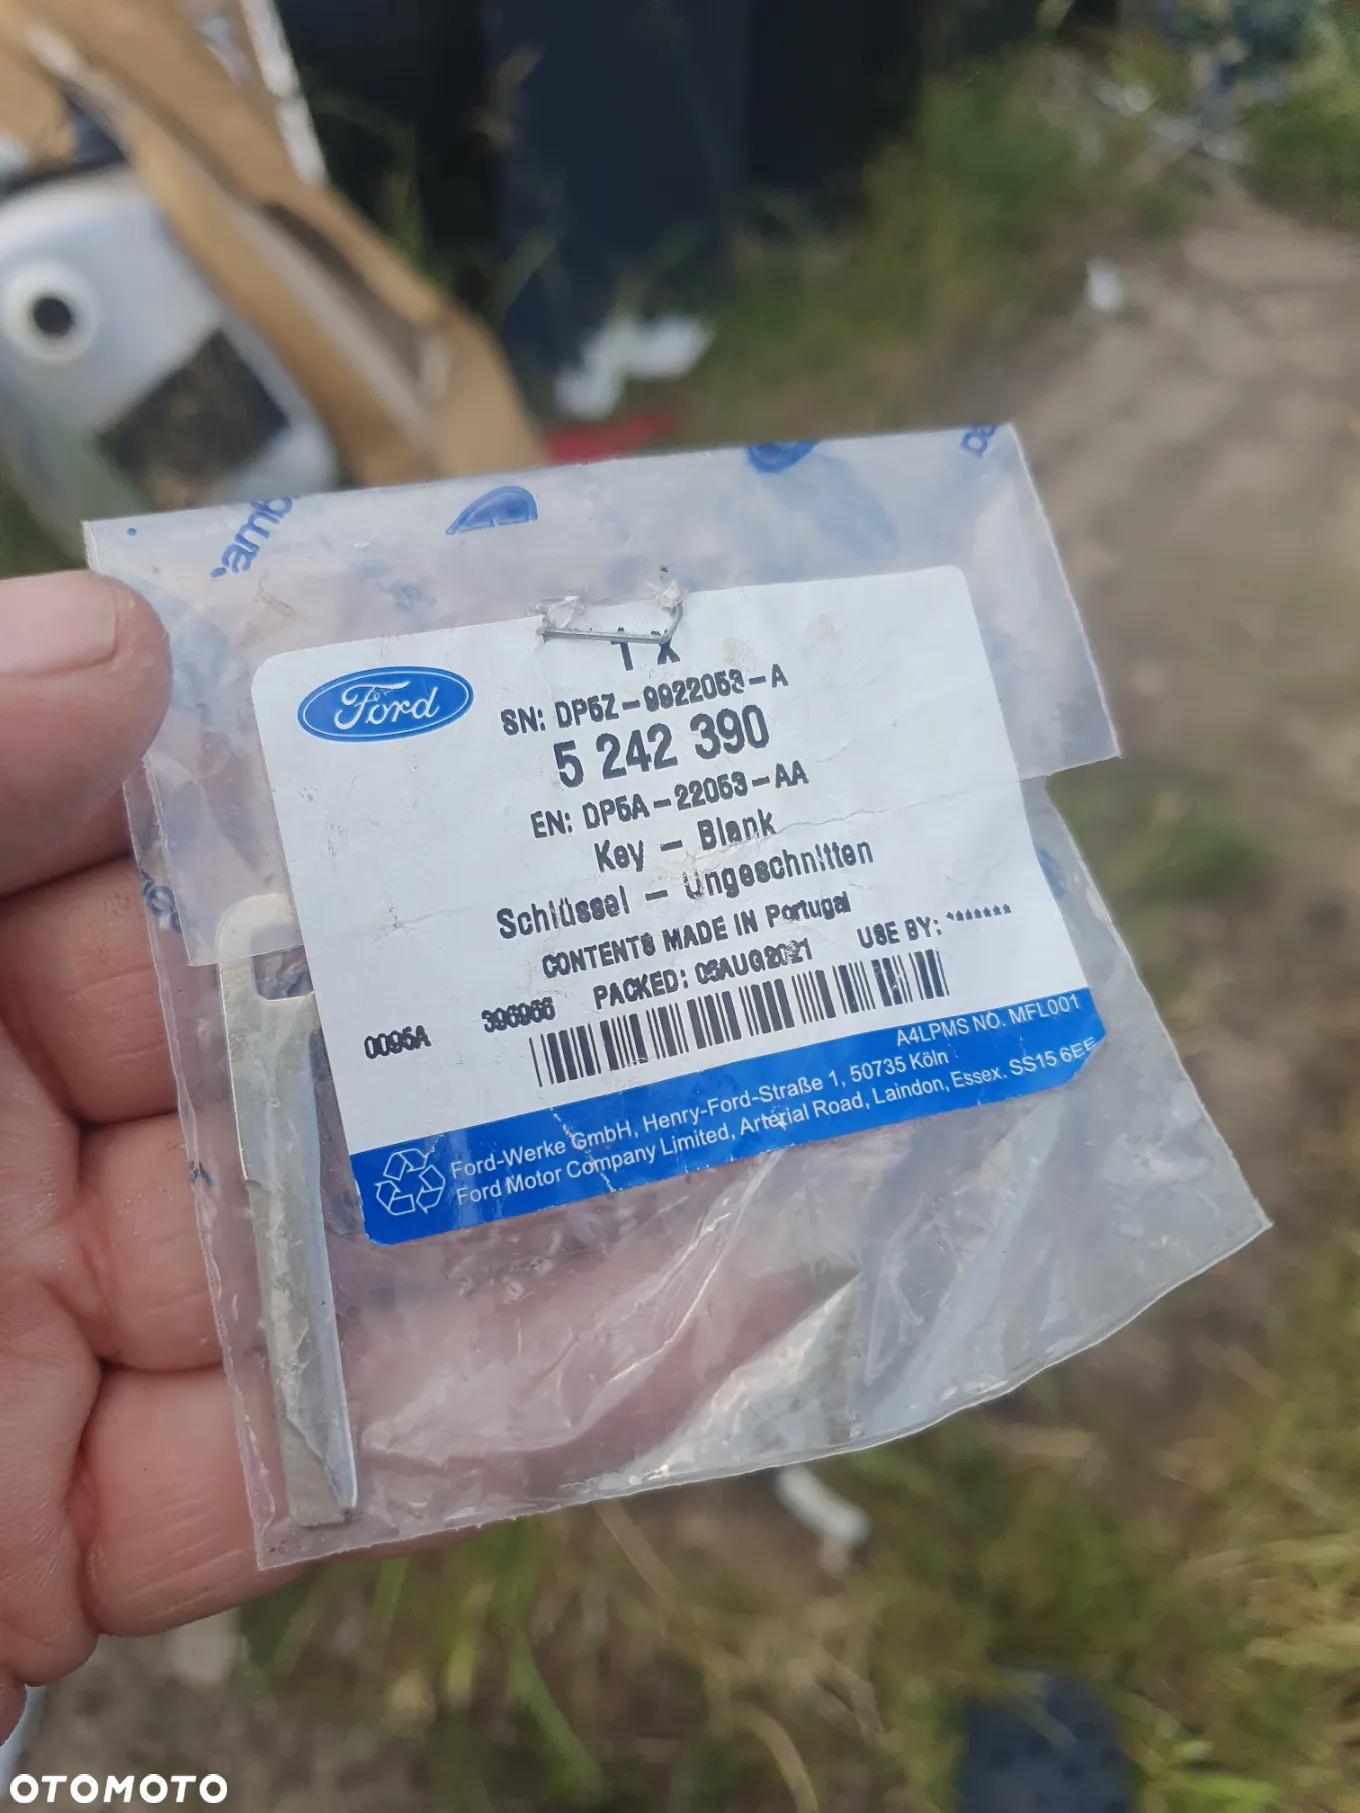 Ford
1 X
SN: DP5Z-9922053-A
5 242 390
EN: DP5A-22053-AA
Key - Blank
Schlüssel - Ungeschnitten
CONTENTS MADE IN Portugal
PACKED: 05AUG2021 USE BY: *******
0095A 396966
A4LPMS NO. MFL001
Ford-Werke GmbH, Henry-Ford-Straße 1, 50735 Köln
Ford Motor Company Limited, Arterial Road, Laindon, Essex. SS15 6EE
OTOMOTO